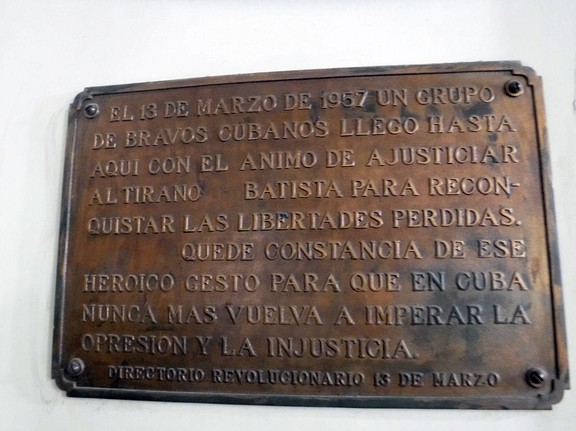 EL 13 DE MARZO DE 1957 UN GRUPO
DE BRAVOS CUBANOS LLEGO HASTA
AQUI CON EL ANIMO DE AJUSTICIAR
AL TIRANO BATISTA PARA RECON-
QUISTAR LAS LIBERTADES PERDIDAS.
QUEDE CONSTANCIA DE ESE
HEROICO GESTO PARA QUE EN CUBA
NUNCA MAS VUELVA A IMPERAR LA
OPRESION Y LA INJUSTICIA.
DIRECTORIO REVOLUCIONARIO 13 DE MARZO